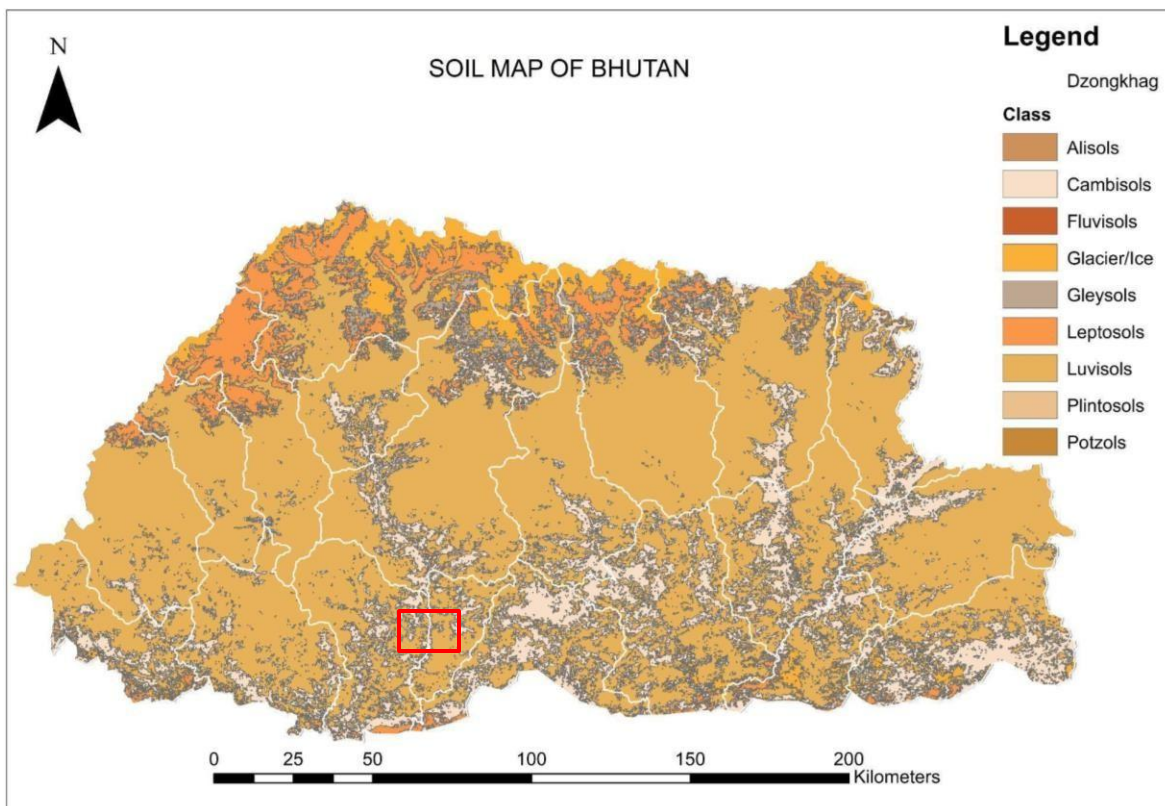 N
SOIL MAP OF BHUTAN
Legend
Dzongkhag
Class
Alisols
Cambisols
Fluvisols
Glacier/Ice
Gleysols
Leptosols
Luvisols
Plintosols
Potzols
0 25 50 100 150 200
Kilometers